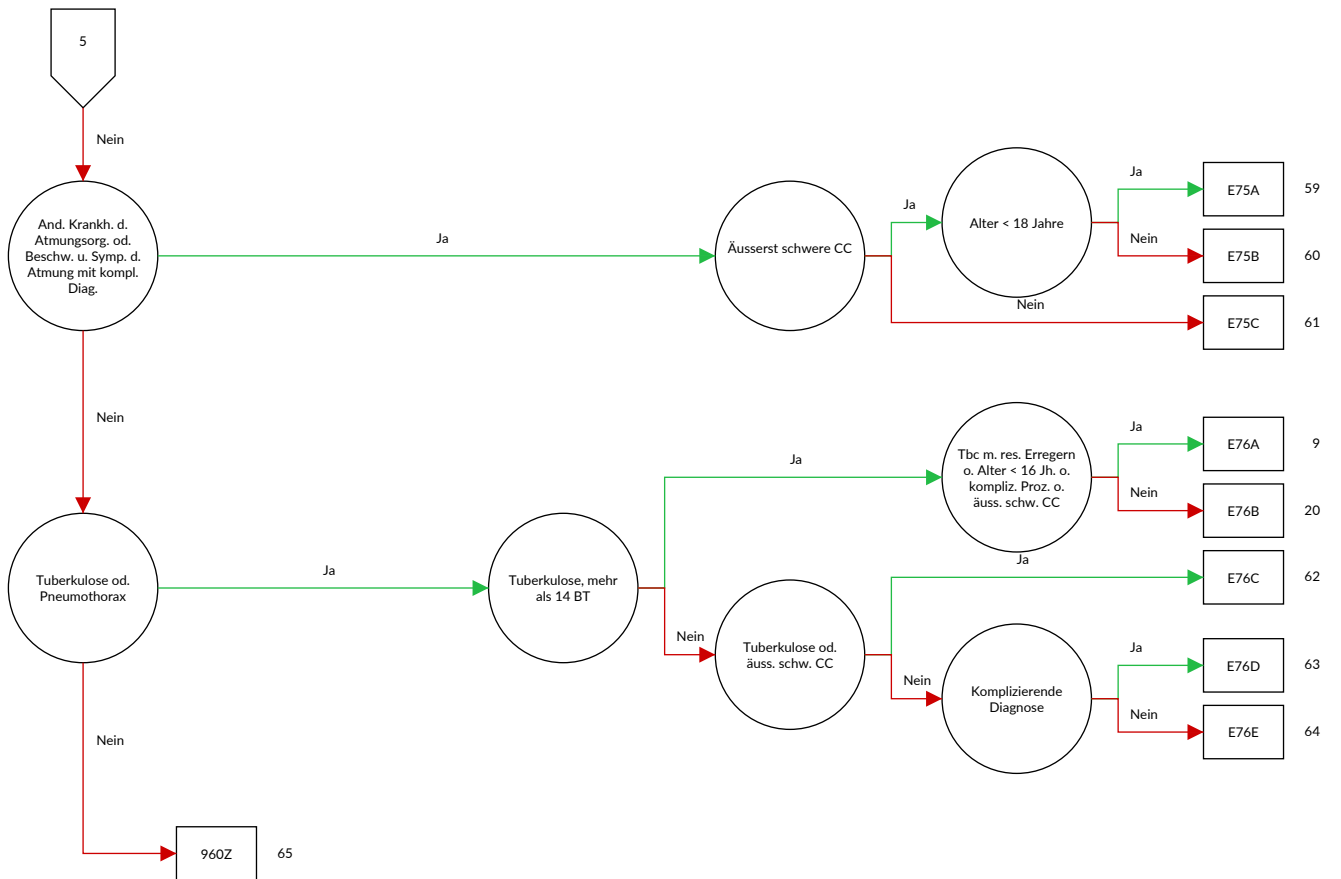 5
Nein
And. Krankh. d.
Atmungsorg. od.
Beschw. u. Symp. d.
Atmung mit kompl.
Diag.
Ja
Äusserst schwere CC
Ja
Alter < 18 Jahre
Ja
E75A
59
Nein
E75B
60
Nein
E75C
61
Nein
Tuberkulose od.
Pneumothorax
Ja
Tuberkulose, mehr
als 14 BT
Ja
Tbc m. res. Erregern
o. Alter < 16 Jh. o.
kompliz. Proz. o.
äuss. schw. CC
Ja
E76A
9
Nein
E76B
20
Nein
Tuberkulose od.
äuss. schw. CC
Ja
E76C
62
Nein
Komplizierende
Diagnose
Ja
E76D
63
Nein
E76E
64
Nein
960Z
65